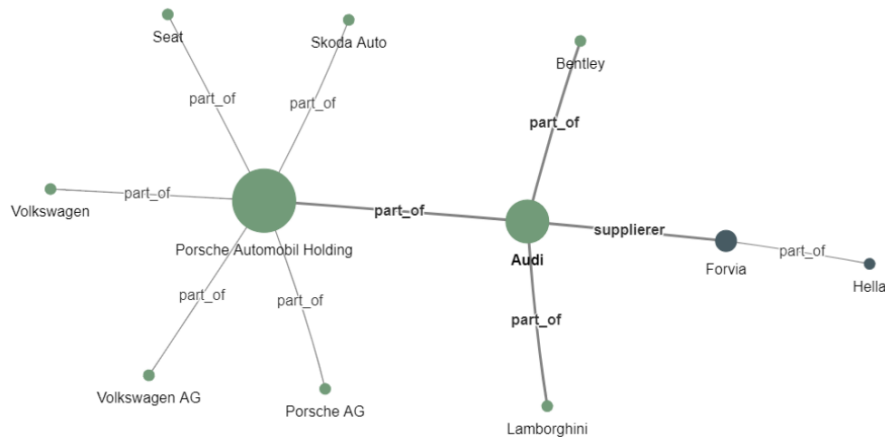 Seat
Skoda Auto
Bentley
part_of
part_of
part_of
part_of
Volkswagen
part_of
supplierer
Porsche Automobil Holding
Audi
part_of
Forvia
Hella
part_of
part_of
part_of
Volkswagen AG
Porsche AG
Lamborghini